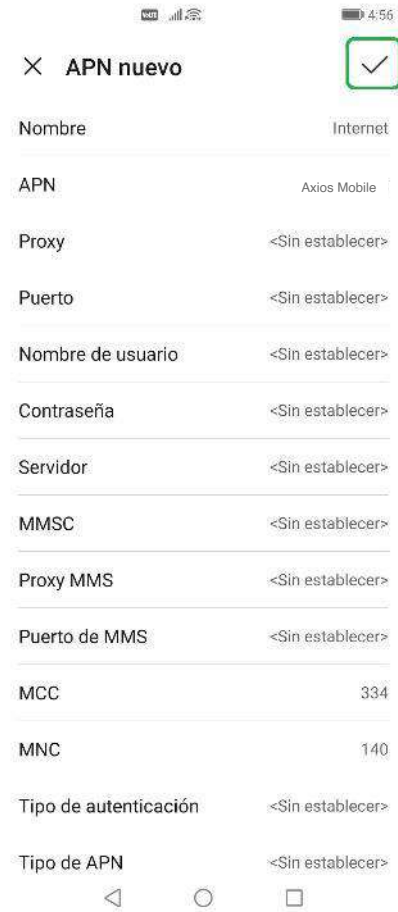 VoLTE 4:56
APN nuevo
Nombre Internet
APN Axios Mobile
Proxy <Sin establecer>
Puerto <Sin establecer>
Nombre de usuario <Sin establecer>
Contraseña <Sin establecer>
Servidor <Sin establecer>
MMSC <Sin establecer>
Proxy MMS <Sin establecer>
Puerto de MMS <Sin establecer>
MCC 334
MNC 140
Tipo de autenticación <Sin establecer>
Tipo de APN <Sin establecer>